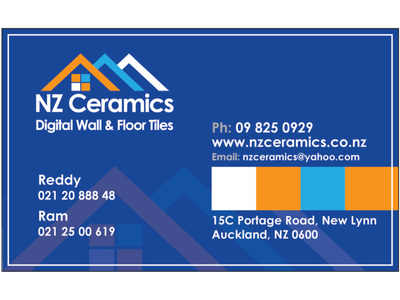 NZ Ceramics
Digital Wall & Floor Tiles
Reddy
021 20 888 48
Ram
021 25 00 619
Ph: 09 825 0929
www.nzceramics.co.nz
Email: nzceramics@yahoo.com
15C Portage Road, New Lynn
Auckland, NZ 0600